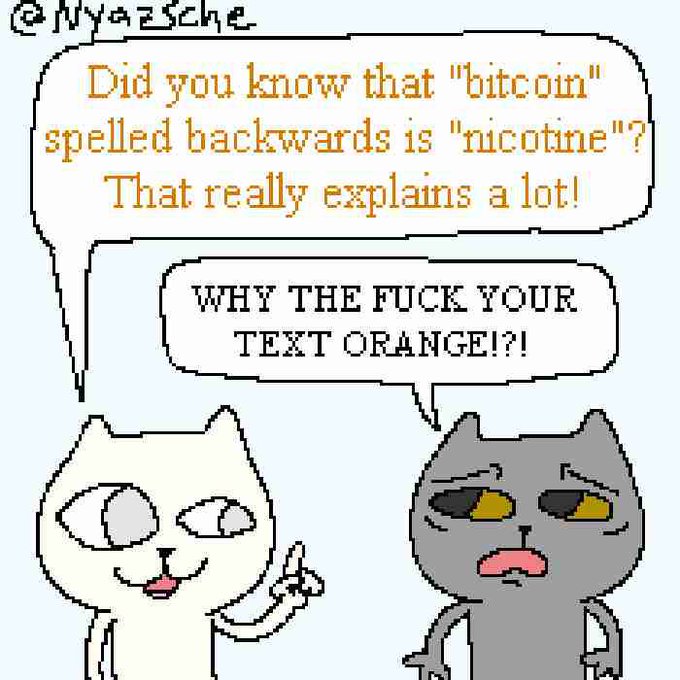 @Nyazsche
Did you know that "bitcoin"
spelled backwards is "nicotine"?
That really explains a lot!
WHY THE FUCK YOUR
TEXT ORANGE!?!